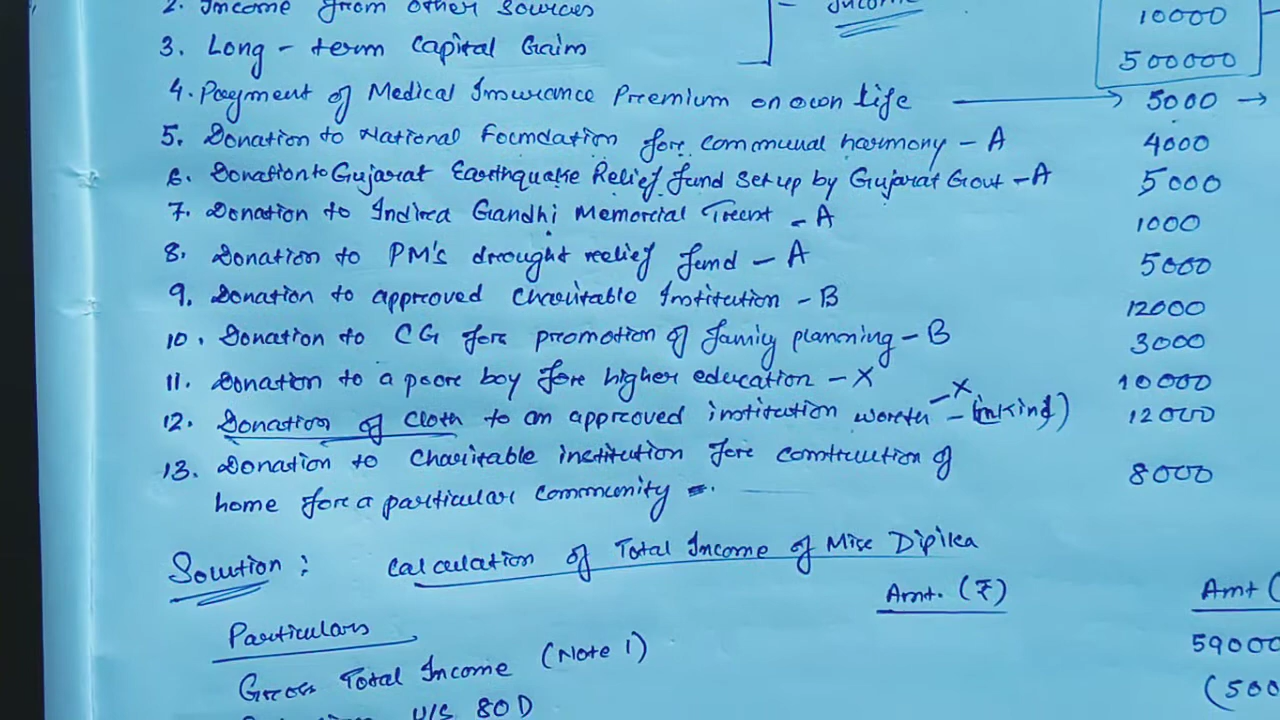 2. Income from other sources
Income
10000
3. Long - term Capital Gain
500000
4. Payment of Medical Insurance Premium on own life → 5000 →
5. Donation to National Foundation for communal harmony - A 4000
6. Donation to Gujarat Earthquake Relief fund set up by Gujarat Govt - A 5000
7. Donation to Indira Gandhi Memorial Trust - A 1000
8. Donation to PM's drought relief fund - A 5000
9. Donation to approved Charitable Institution - B 12000
10. Donation to CG for promotion of family planning - B 3000
11. Donation to a poor boy for higher education - X 10000
12. Donation of cloth to an approved institution worth - X - (in kind) 12000
13. Donation to charitable institution for construction of
home for a particular community - 8000
Solution : Calculation of Total Income of Miss Dipika
Particulars Amt. (₹) Amt (
Gross Total Income (Note 1) 59000
U/S 80D (500